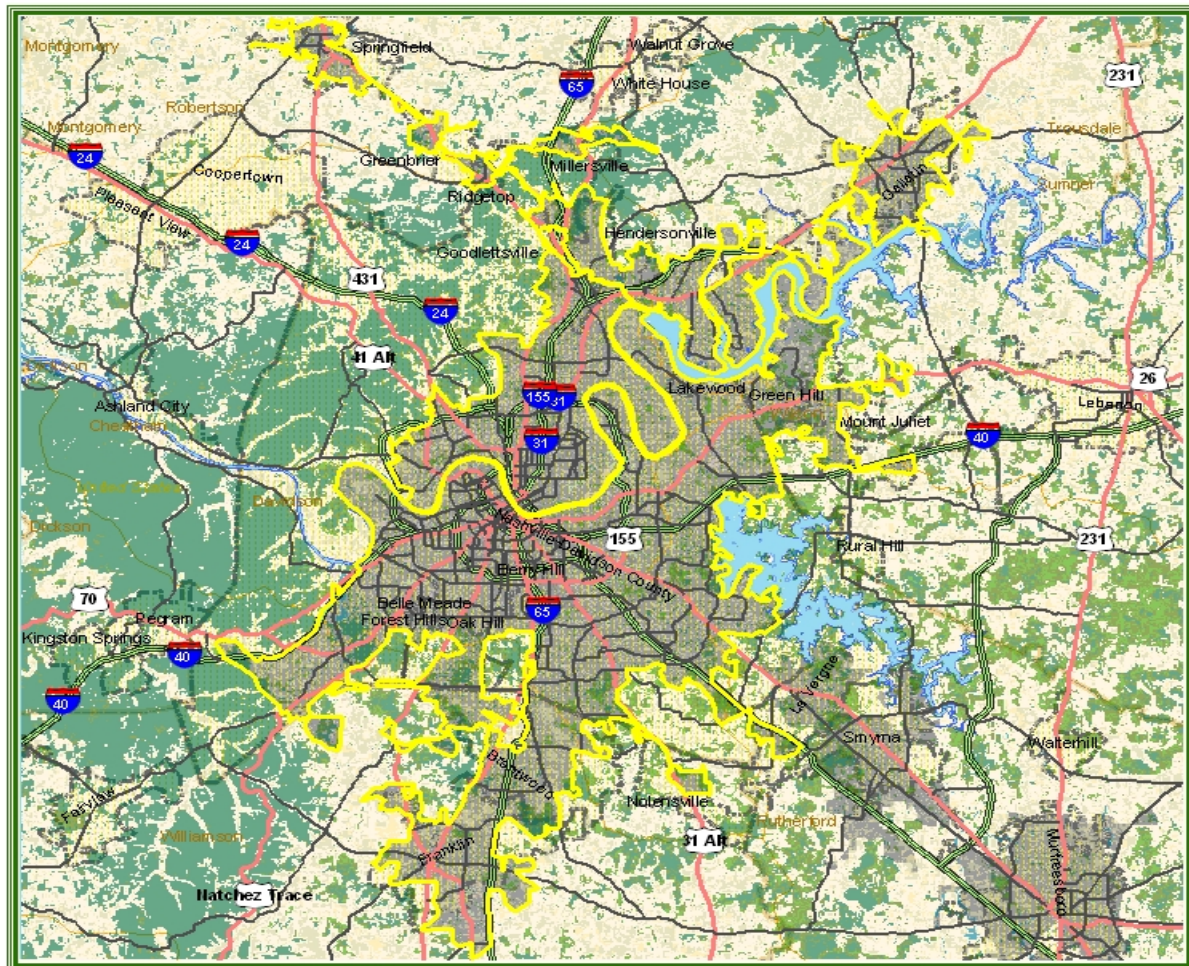 Montgomery
Springfield
Walnut Grove
White House
65
231
Robertson
Montgomery
24
Trousdale
Greenbrier
Millersville
Coopertown
Ridgetop
Gallatin
Sumner
Pleasant View
24
Hendersonville
Goodlettsville
431
24
41 Alt
Lakewood
Green Hill
155
31
26
Lebanon
Ashland City
Cheatham
Mount Juliet
31
40
Davidson
Dickson
Nashville-Davidson County
155
Rural Hill
231
Berry Hill
70
Belle Meade
65
Pegram
Forest Hills
Oak Hill
Kingston Springs
40
40
La Vergne
Smyrna
Walterhill
Brentwood
Nolensville
Fairview
Rutherford
Williamson
31 Alt
Franklin
Murfreesboro
Natchez Trace